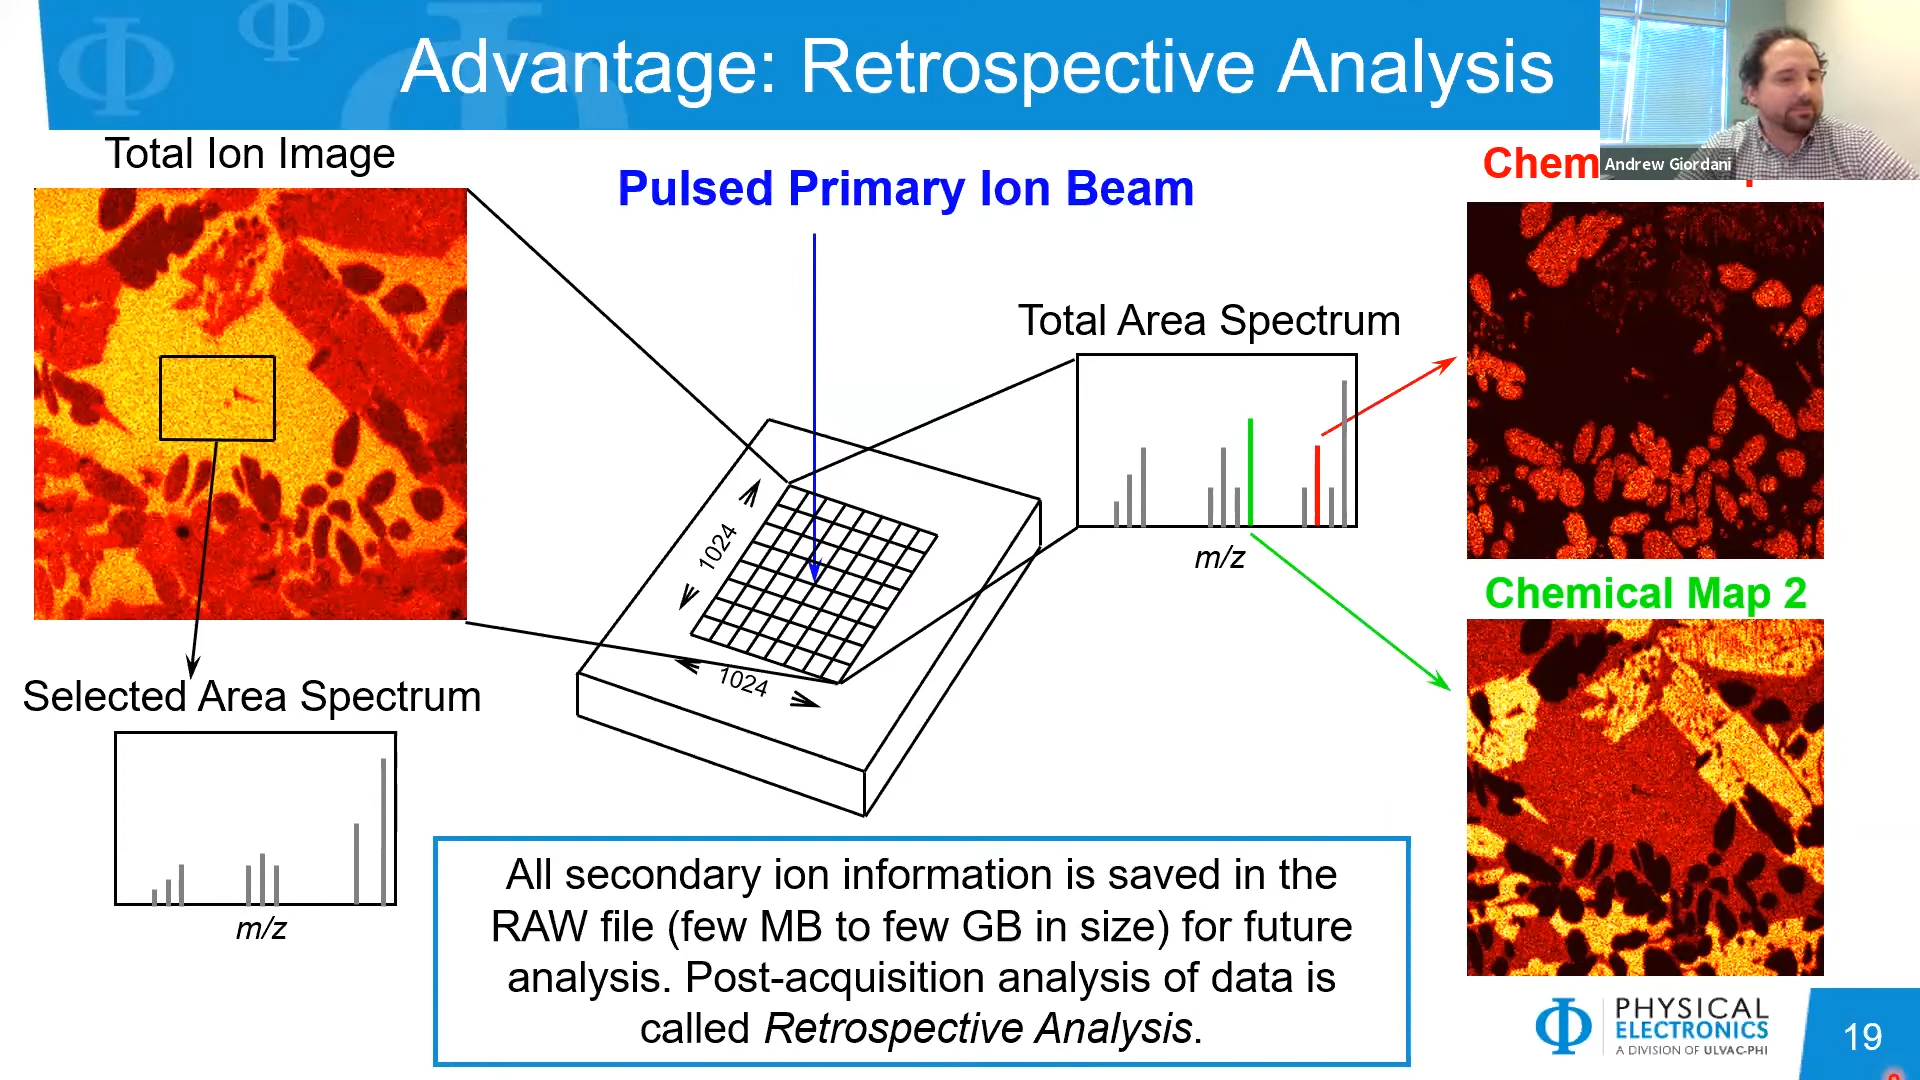 Advantage: Retrospective Analysis
Andrew Giordani
Total Ion Image
Pulsed Primary Ion Beam
Chem
Total Area Spectrum
m/z
1024
1024
Chemical Map 2
Selected Area Spectrum
m/z
All secondary ion information is saved in the
RAW file (few MB to few GB in size) for future
analysis. Post-acquisition analysis of data is
called Retrospective Analysis.
PHYSICAL
ELECTRONICS
A DIVISION OF ULVAC-PHI
19